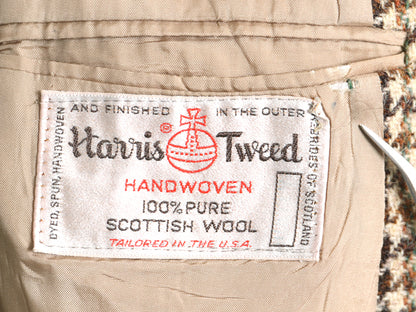 DYED, SPUN, HANDWOVEN
AND FINISHED IN THE OUTER
HEBRIDES OF SCOTLAND
Harris Tweed
®
HANDWOVEN
100% PURE
SCOTTISH WOOL
TAILORED IN THE U.S.A.